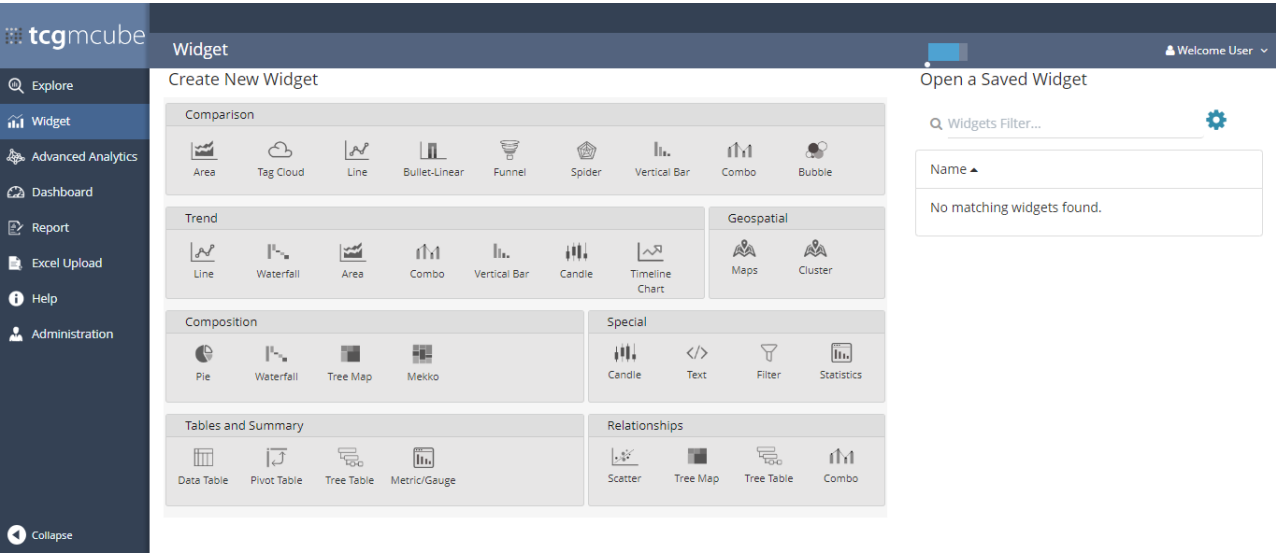 tcgmcube
Widget
Welcome User
Explore
Widget
Advanced Analytics
Dashboard
Report
Excel Upload
Help
Administration
Collapse
Create New Widget
Comparison
Area Tag Cloud Line Bullet-Linear Funnel Spider Vertical Bar Combo Bubble
Trend
Line Waterfall Area Combo Vertical Bar Candle Timeline
Chart
Geospatial
Maps Cluster
Composition
Pie Waterfall Tree Map Mekko
Special
Candle Text Filter Statistics
Tables and Summary
Data Table Pivot Table Tree Table Metric/Gauge
Relationships
Scatter Tree Map Tree Table Combo
Open a Saved Widget
Widgets Filter...
Name
No matching widgets found.